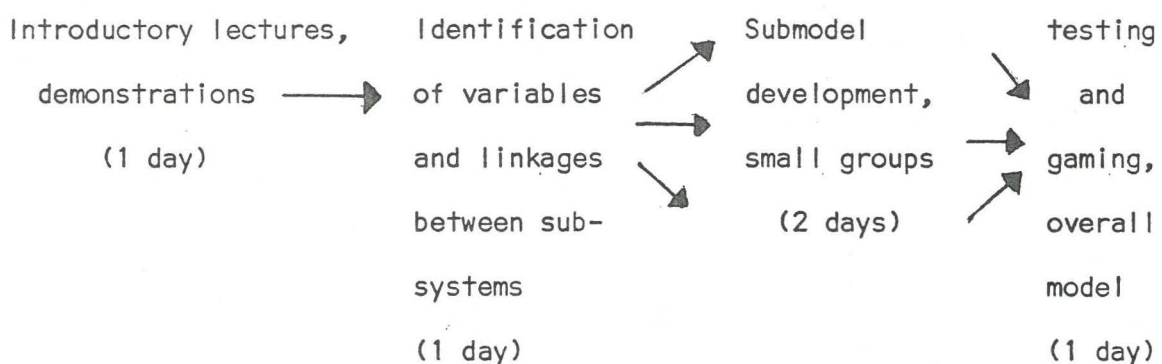 Introductory lectures,
demonstrations
(1 day)
Identification
of variables
and linkages
between sub-
systems
(1 day)
Submodel
development,
small groups
(2 days)
testing
and
gaming,
overall
model
(1 day)